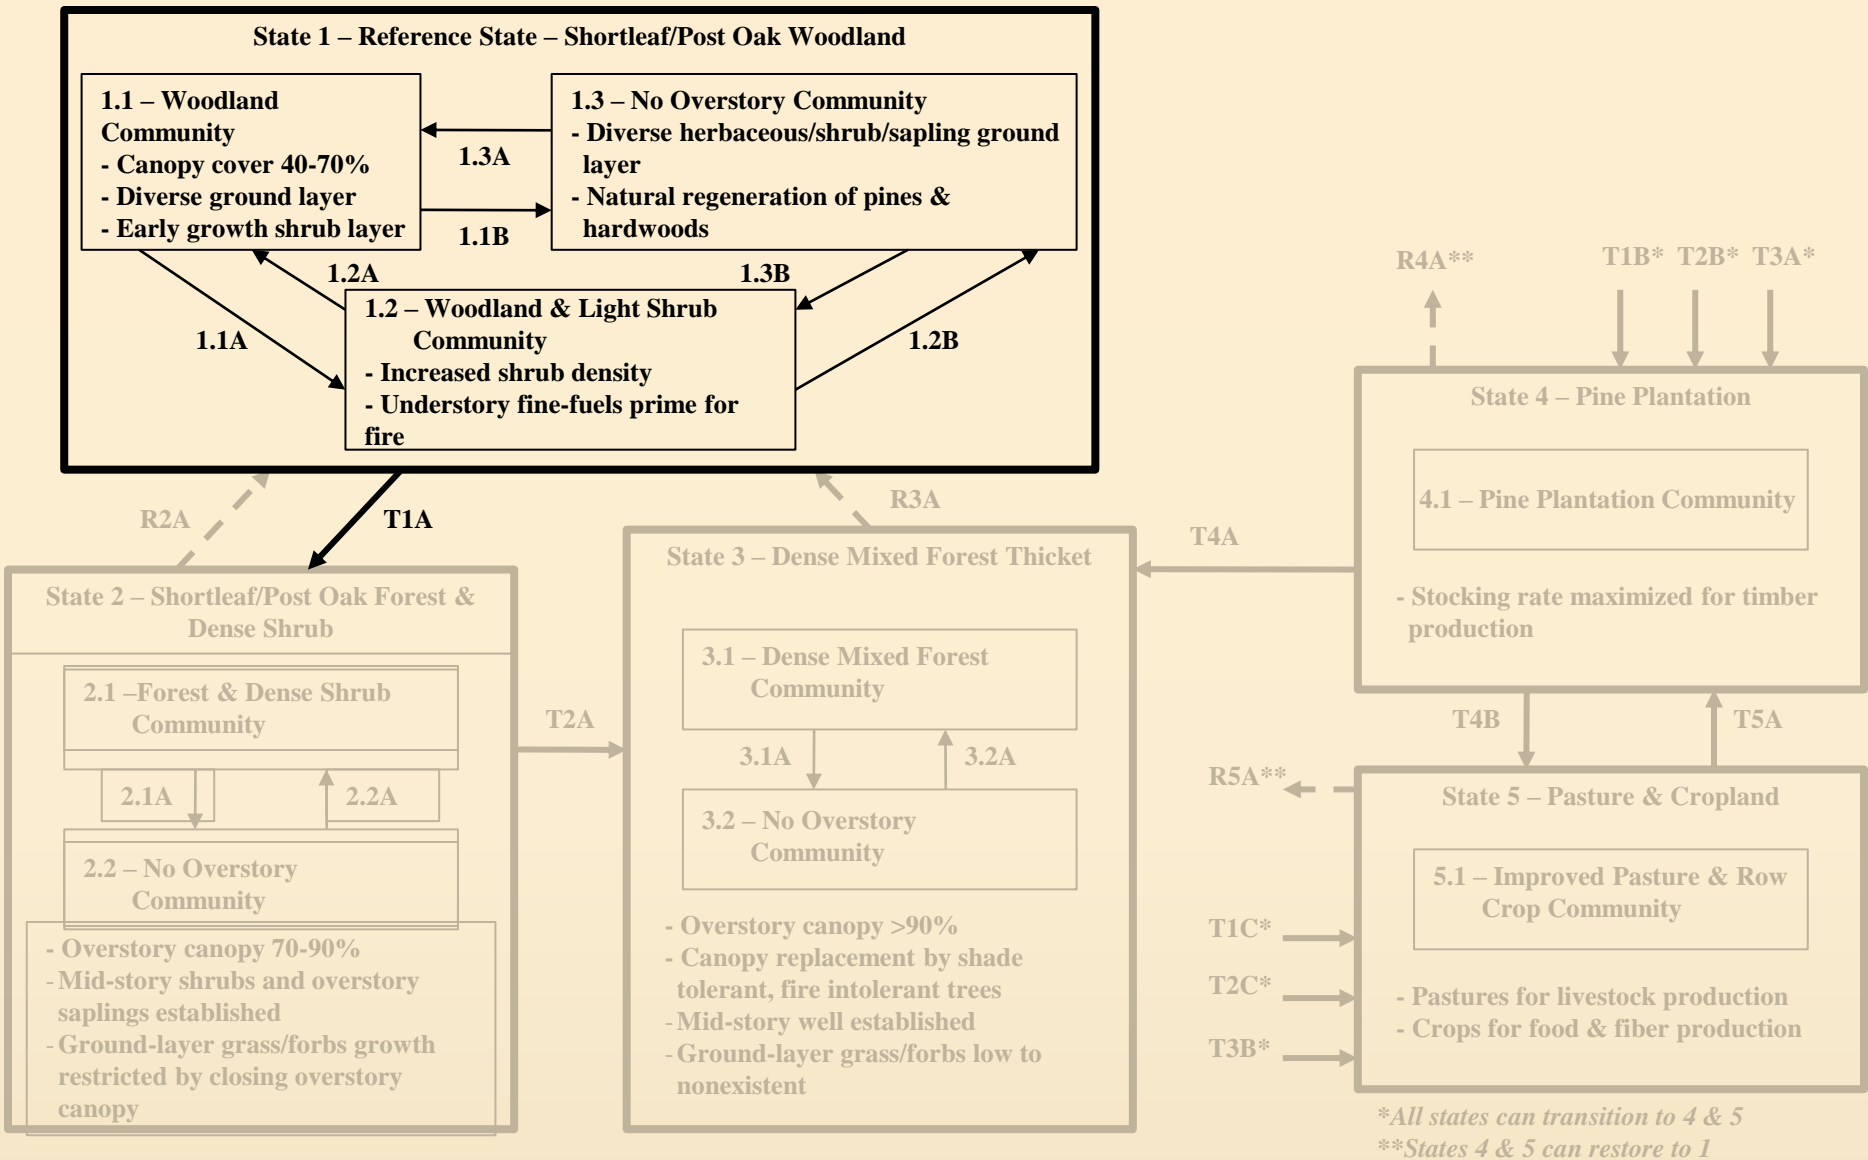 State 1 – Reference State – Shortleaf/Post Oak Woodland
1.1 – Woodland
Community
- Canopy cover 40-70%
- Diverse ground layer
- Early growth shrub layer
1.3A
1.1B
1.3 – No Overstory Community
- Diverse herbaceous/shrub/sapling ground
layer
- Natural regeneration of pines &
hardwoods
1.2A
1.3B
1.1A
1.2B
1.2 – Woodland & Light Shrub
Community
- Increased shrub density
- Understory fine-fuels prime for
fire
R2A
T1A
R3A
State 2 – Shortleaf/Post Oak Forest &
Dense Shrub
2.1 –Forest & Dense Shrub
Community
2.1A
2.2A
2.2 – No Overstory
Community
- Overstory canopy 70-90%
- Mid-story shrubs and overstory
saplings established
- Ground-layer grass/forbs growth
restricted by closing overstory
canopy
T2A
State 3 – Dense Mixed Forest Thicket
3.1 – Dense Mixed Forest
Community
3.1A
3.2A
3.2 – No Overstory
Community
- Overstory canopy >90%
- Canopy replacement by shade
tolerant, fire intolerant trees
- Mid-story well established
- Ground-layer grass/forbs low to
nonexistent
T4A
R4A**
T1B*
T2B*
T3A*
State 4 – Pine Plantation
4.1 – Pine Plantation Community
- Stocking rate maximized for timber
production
T4B
T5A
R5A**
State 5 – Pasture & Cropland
5.1 – Improved Pasture & Row
Crop Community
T1C*
T2C*
T3B*
- Pastures for livestock production
- Crops for food & fiber production
*All states can transition to 4 & 5
**States 4 & 5 can restore to 1